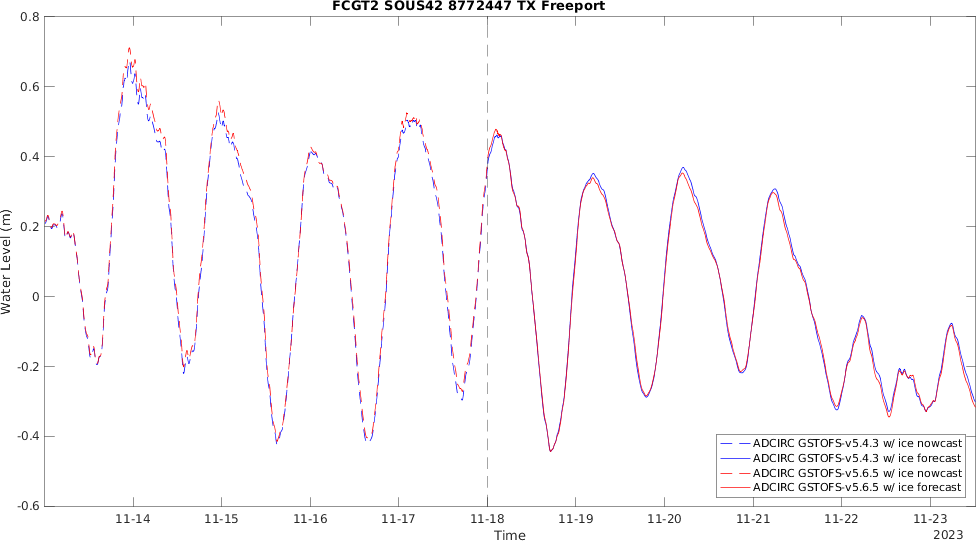 FCGT2 SOUS42 8772447 TX Freeport
Water Level (m)
0.8
0.6
0.4
0.2
0
-0.2
-0.4
-0.6
ADCIRC GSTOFS-v5.4.3 w/ ice nowcast
ADCIRC GSTOFS-v5.4.3 w/ ice forecast
ADCIRC GSTOFS-v5.6.5 w/ ice nowcast
ADCIRC GSTOFS-v5.6.5 w/ ice forecast
11-14 11-15 11-16 11-17 11-18 11-19 11-20 11-21 11-22 11-23
Time
2023